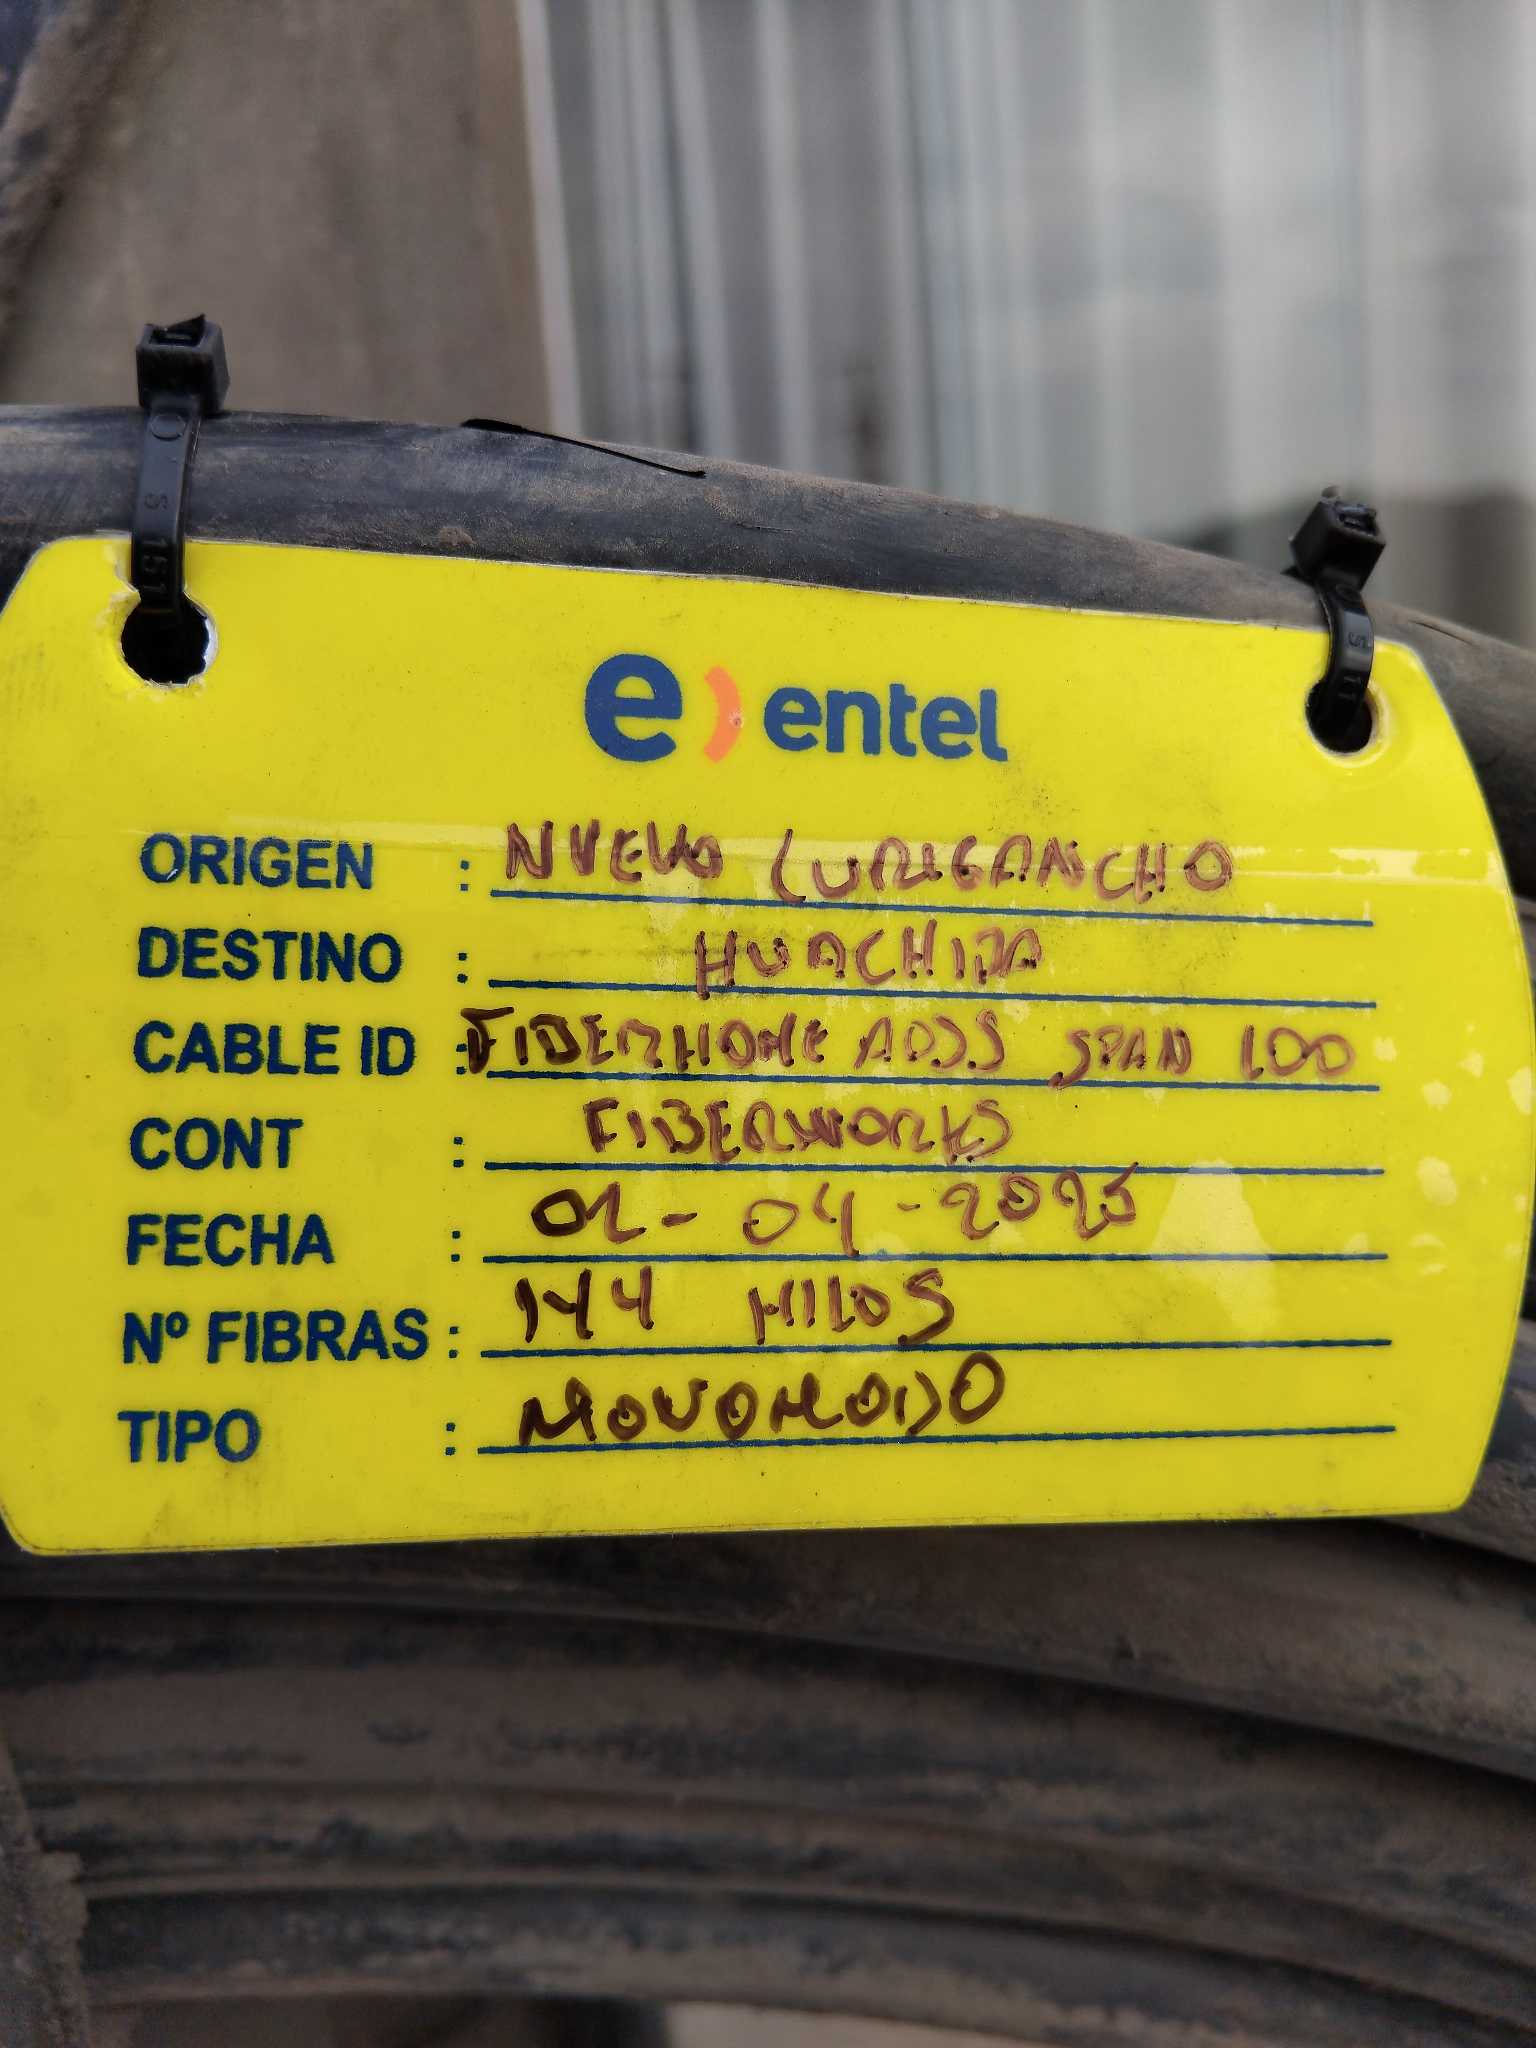 e) entel
ORIGEN : NUEVO LURIGANCHO
DESTINO : HUACHIPA
CABLE ID : FIBERHOME ADSS SPAN 100
CONT : FIBERWORKS
FECHA : 01-04-2025
Nº FIBRAS : 144 HILOS
TIPO : MONOMODO